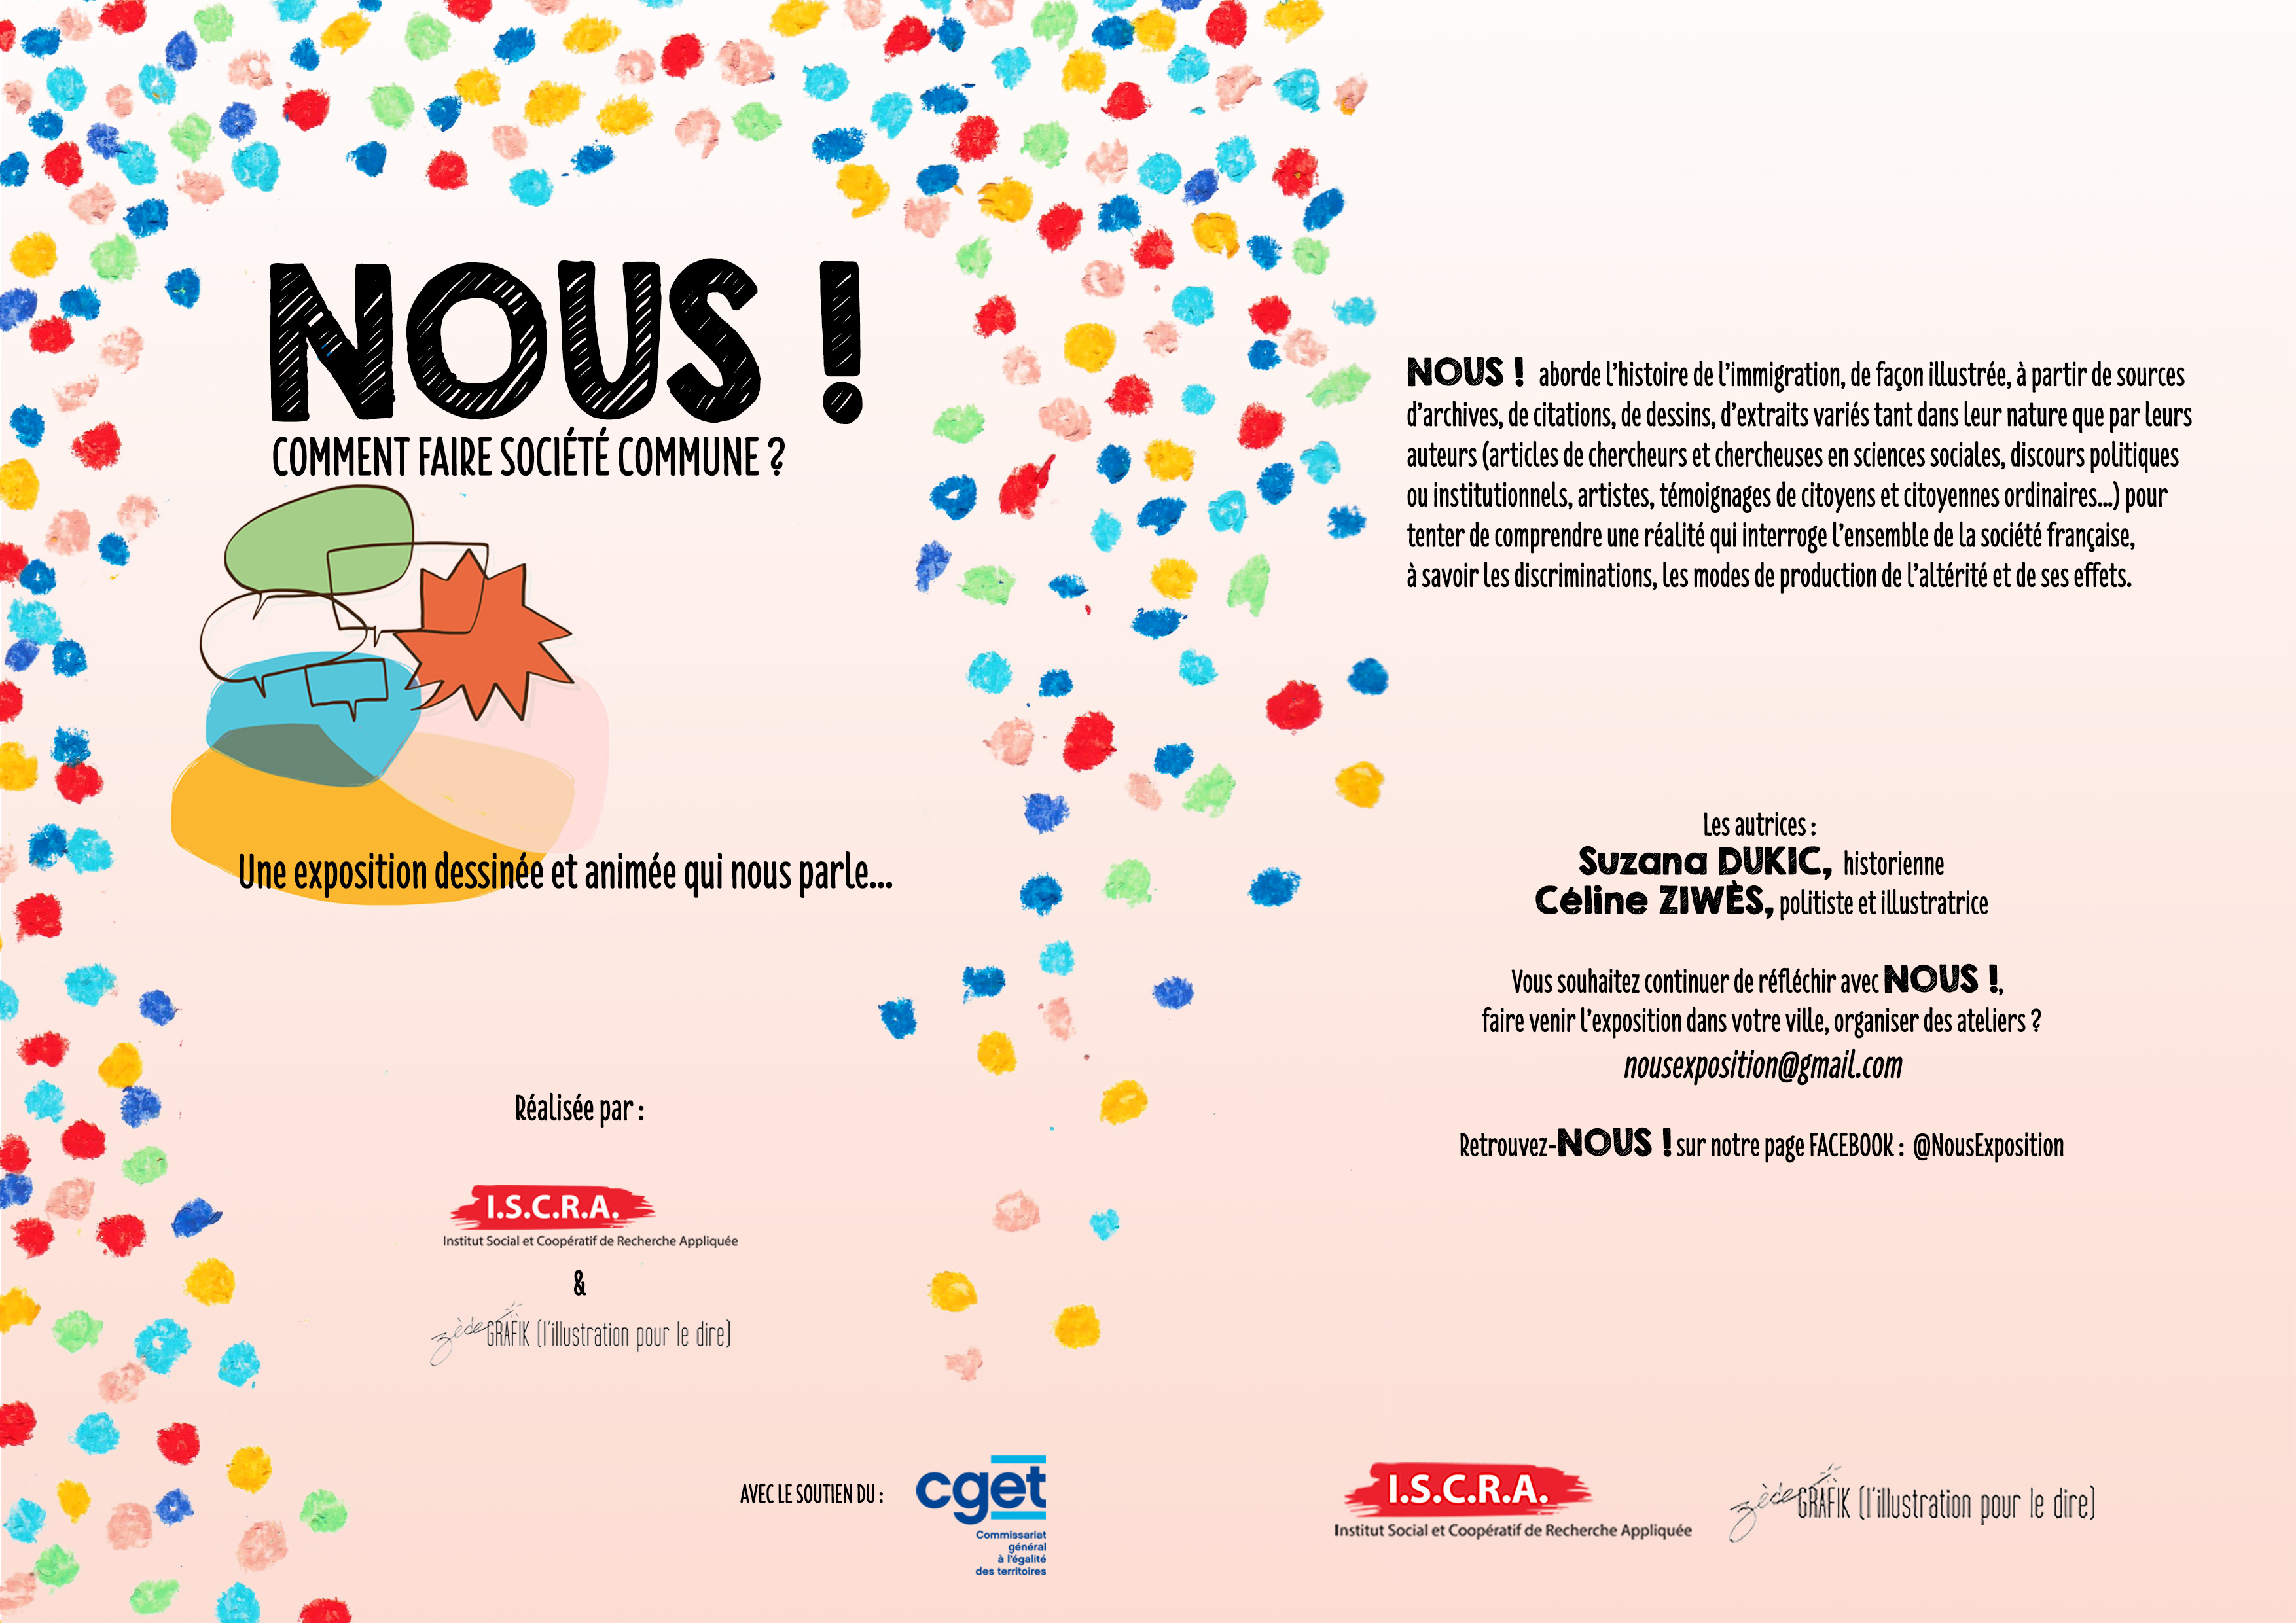 NOUS !
COMMENT FAIRE SOCIÉTÉ COMMUNE ?
Une exposition dessinée et animée qui nous parle...
Réalisée par :
I.S.C.R.A.
Institut Social et Coopératif de Recherche Appliquée
&
zèdeGRAFIK (l'illustration pour le dire)
AVEC LE SOUTIEN DU :
cget
Commissariat
général
à l'égalité
des territoires
NOUS ! aborde l'histoire de l'immigration, de façon illustrée, à partir de sources
d'archives, de citations, de dessins, d'extraits variés tant dans leur nature que par leurs
auteurs (articles de chercheurs et chercheuses en sciences sociales, discours politiques
ou institutionnels, artistes, témoignages de citoyens et citoyennes ordinaires...) pour
tenter de comprendre une réalité qui interroge l'ensemble de la société française,
à savoir les discriminations, les modes de production de l'altérité et de ses effets.
Les autrices :
Suzana DUKIC, historienne
Céline ZIWÈS, politiste et illustratrice
Vous souhaitez continuer de réfléchir avec NOUS !,
faire venir l'exposition dans votre ville, organiser des ateliers ?
nousexposition@gmail.com
Retrouvez-NOUS ! sur notre page FACEBOOK : @NousExposition
I.S.C.R.A.
Institut Social et Coopératif de Recherche Appliquée
zèdeGRAFIK (l'illustration pour le dire)